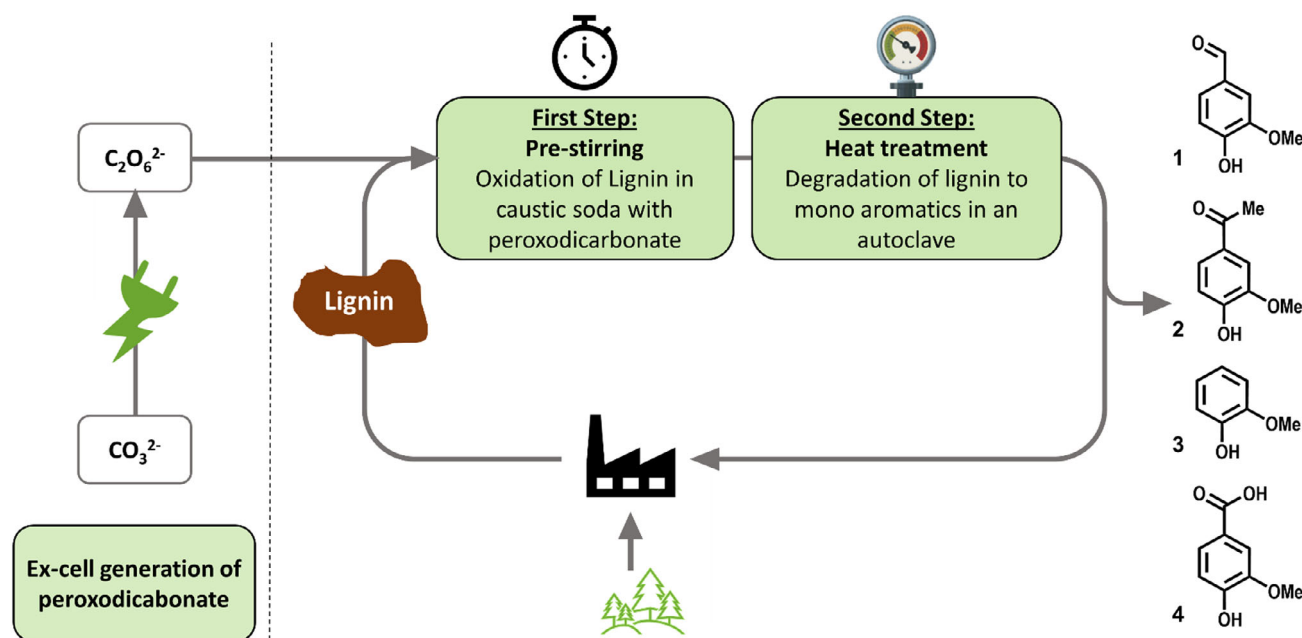 C₂O₆²⁻
CO₃²⁻
Ex-cell generation of
peroxodicabonate
Lignin
First Step:
Pre-stirring
Oxidation of Lignin in
caustic soda with
peroxodicarbonate
Second Step:
Heat treatment
Degradation of lignin to
mono aromatics in an
autoclave
O
OMe
OH
1
O
Me
OMe
OH
2
OMe
OH
3
O
OH
OMe
OH
4